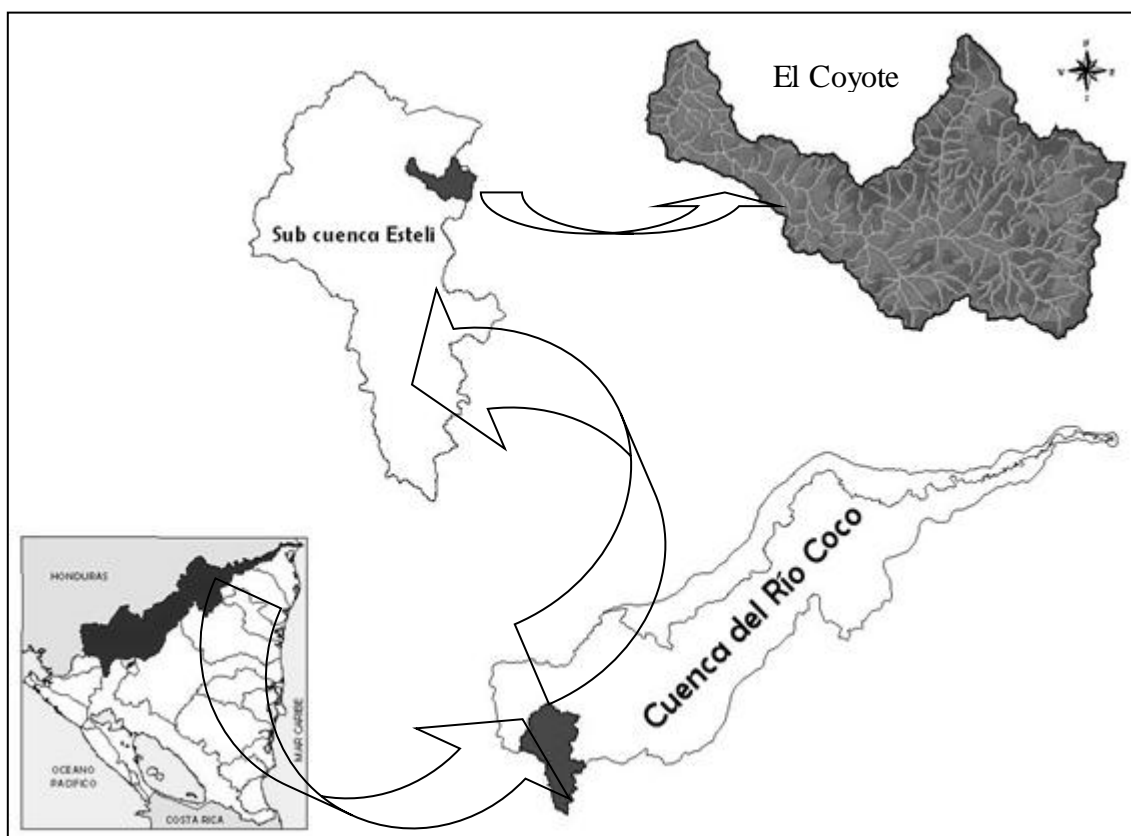 El Coyote
Sub cuenca Esteli
Cuenca del Río Coco
HONDURAS
MAR CARIBE
OCEANO
PACIFICO
COSTA RICA